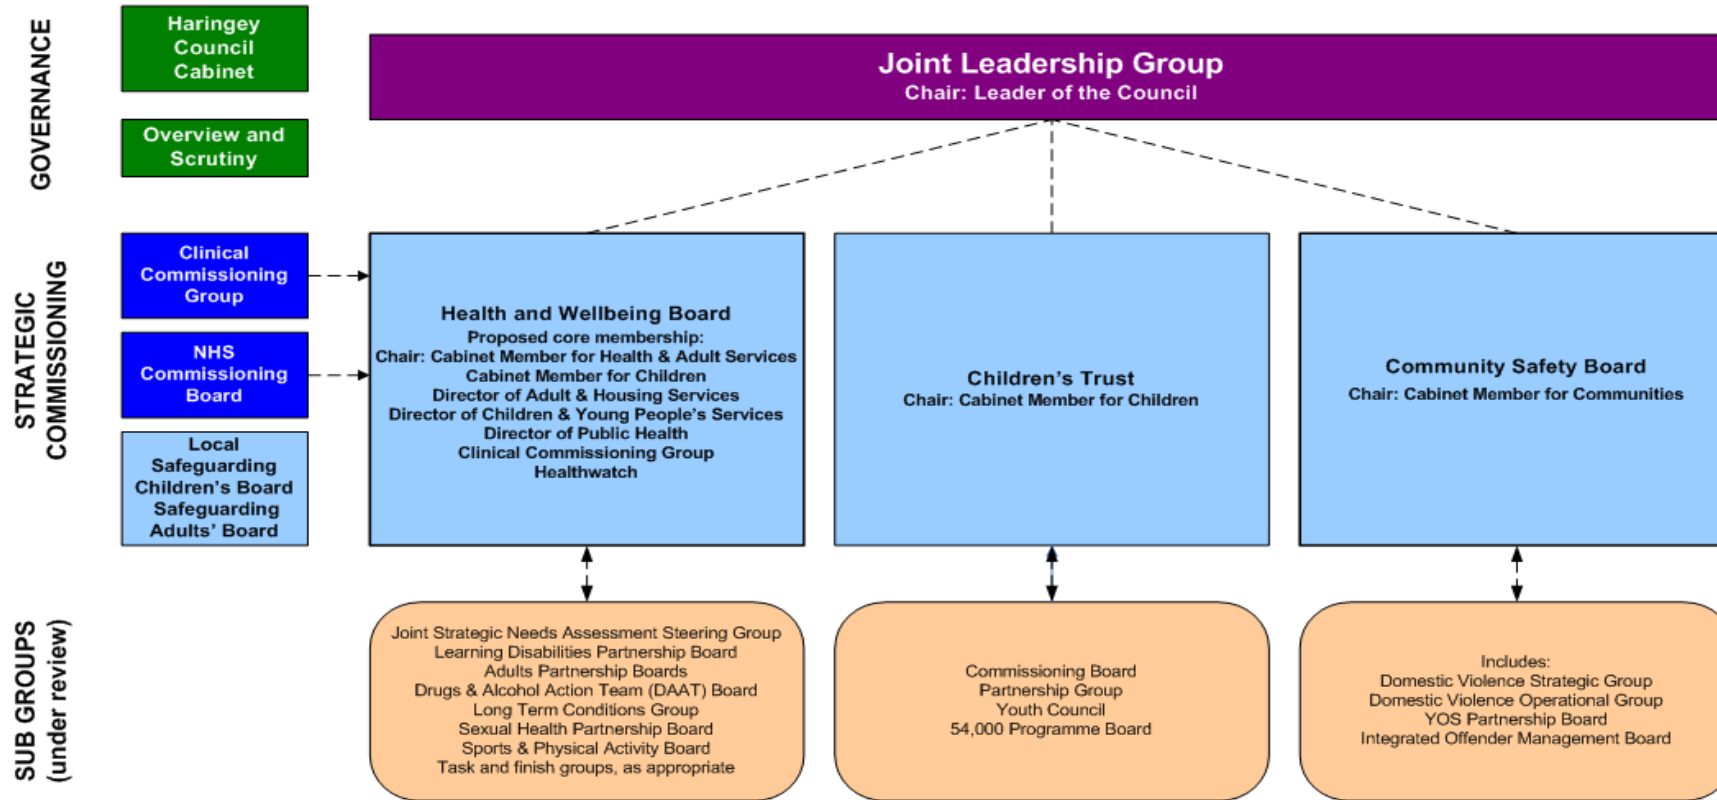 GOVERNANCE
Haringey
Council
Cabinet
Overview and
Scrutiny
Joint Leadership Group
Chair: Leader of the Council
STRATEGIC
COMMISSIONING
Clinical
Commissioning
Group
NHS
Commissioning
Board
Local
Safeguarding
Children's Board
Safeguarding
Adults' Board
Health and Wellbeing Board
Proposed core membership:
Chair: Cabinet Member for Health & Adult Services
Cabinet Member for Children
Director of Adult & Housing Services
Director of Children & Young People's Services
Director of Public Health
Clinical Commissioning Group
Healthwatch
Children's Trust
Chair: Cabinet Member for Children
Community Safety Board
Chair: Cabinet Member for Communities
SUB GROUPS
(under review)
Joint Strategic Needs Assessment Steering Group
Learning Disabilities Partnership Board
Adults Partnership Boards
Drugs & Alcohol Action Team (DAAT) Board
Long Term Conditions Group
Sexual Health Partnership Board
Sports & Physical Activity Board
Task and finish groups, as appropriate
Commissioning Board
Partnership Group
Youth Council
54,000 Programme Board
Includes:
Domestic Violence Strategic Group
Domestic Violence Operational Group
YOS Partnership Board
Integrated Offender Management Board